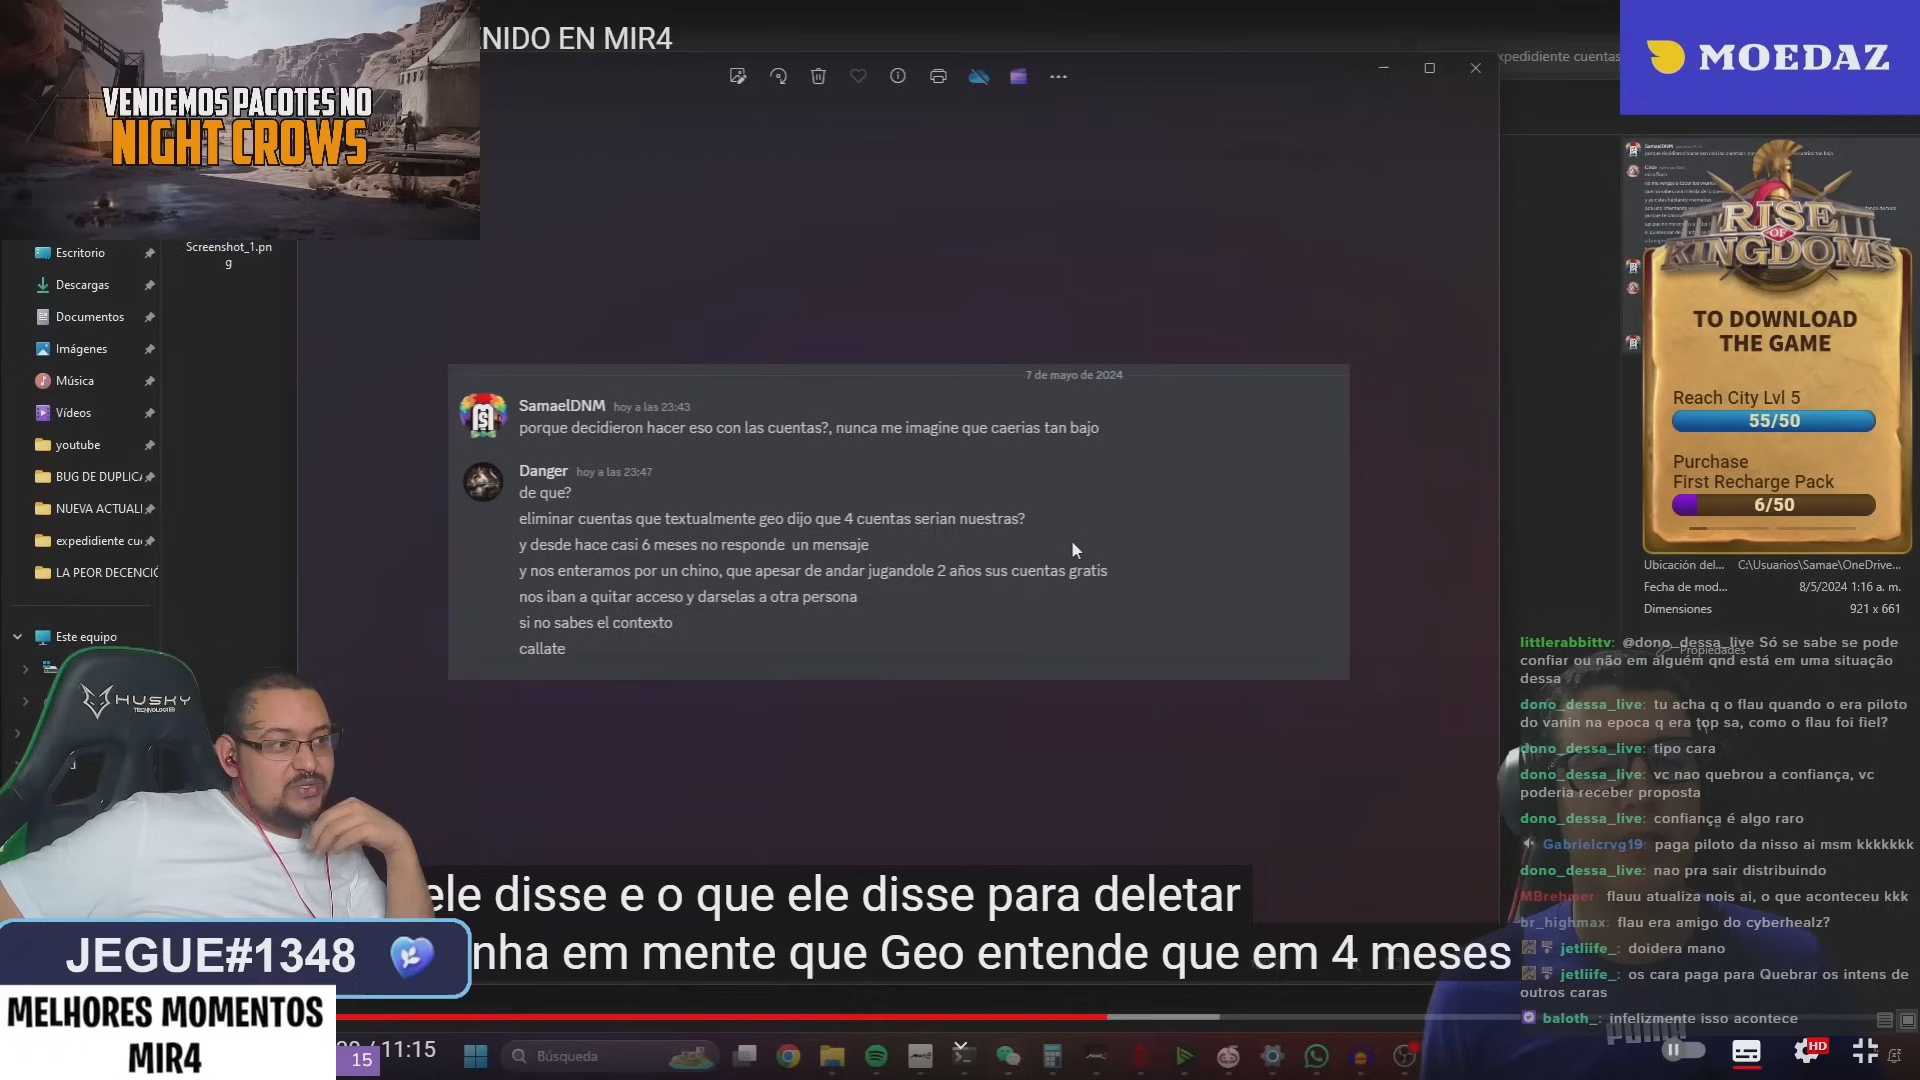 NIDO EN MIR4
VENDEMOS PACOTES NO
NIGHT CROWS
MOEDAZ
expedidiente cuentas
Escritorio
Descargas
Documentos
Imágenes
Música
Vídeos
youtube
BUG DE DUPLIC
NUEVA ACTUALI
expedidiente cu
LA PEOR DECENCIÓ
Este equipo
Screenshot_1.pn
g
7 de mayo de 2024
SamaelDNM hoy a las 23:43
porque decidieron hacer eso con las cuentas?, nunca me imagine que caerias tan bajo
Danger hoy a las 23:47
de que?
eliminar cuentas que textualmente geo dijo que 4 cuentas serian nuestras?
y desde hace casi 6 meses no responde un mensaje
y nos enteramos por un chino, que apesar de andar jugandole 2 años sus cuentas gratis
nos iban a quitar acceso y darselas a otra persona
si no sabes el contexto
callate
SamaelDNM
RISE
OF
KINGDOMS
TO DOWNLOAD
THE GAME
Reach City Lvl 5
55/50
Purchase
First Recharge Pack
6/50
Ubicación del... C:\Usuarios\Samae\OneDrive...
Fecha de mod... 8/5/2024 1:16 a. m.
Dimensiones 921 x 661
Propiedades
littlerabbittv: @dono_dessa_live Só se sabe se pode
confiar ou não em alguém qnd está em uma situação
dessa
dono_dessa_live: tu acha q o flau quando o era piloto
do vanin na epoca q era top sa, como o flau foi fiel?
dono_dessa_live: tipo cara
dono_dessa_live: vc nao quebrou a confiança, vc
poderia receber proposta
dono_dessa_live: confiança é algo raro
Gabrielcrvg19: paga piloto da nisso ai msm kkkkkkk
dono_dessa_live: nao pra sair distribuindo
MBrehmer flauu atualiza nois ai, o que aconteceu kkk
br_highmax: flau era amigo do cyberhealz?
jetliife_: doidera mano
jetliife_: os cara paga para Quebrar os intens de
outros caras
baloth_: infelizmente isso acontece
HUSKY
TECHNOLOGIES
ele disse e o que ele disse para deletar
nha em mente que Geo entende que em 4 meses
JEGUE#1348
MELHORES MOMENTOS
MIR4
/ 11:15
15
Búsqueda
puma
HD